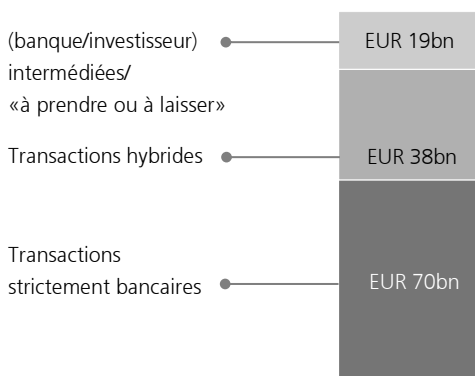 (banque/investisseur)
intermédiées/
«à prendre ou à laisser»
EUR 19bn
Transactions hybrides
EUR 38bn
Transactions
strictement bancaires
EUR 70bn